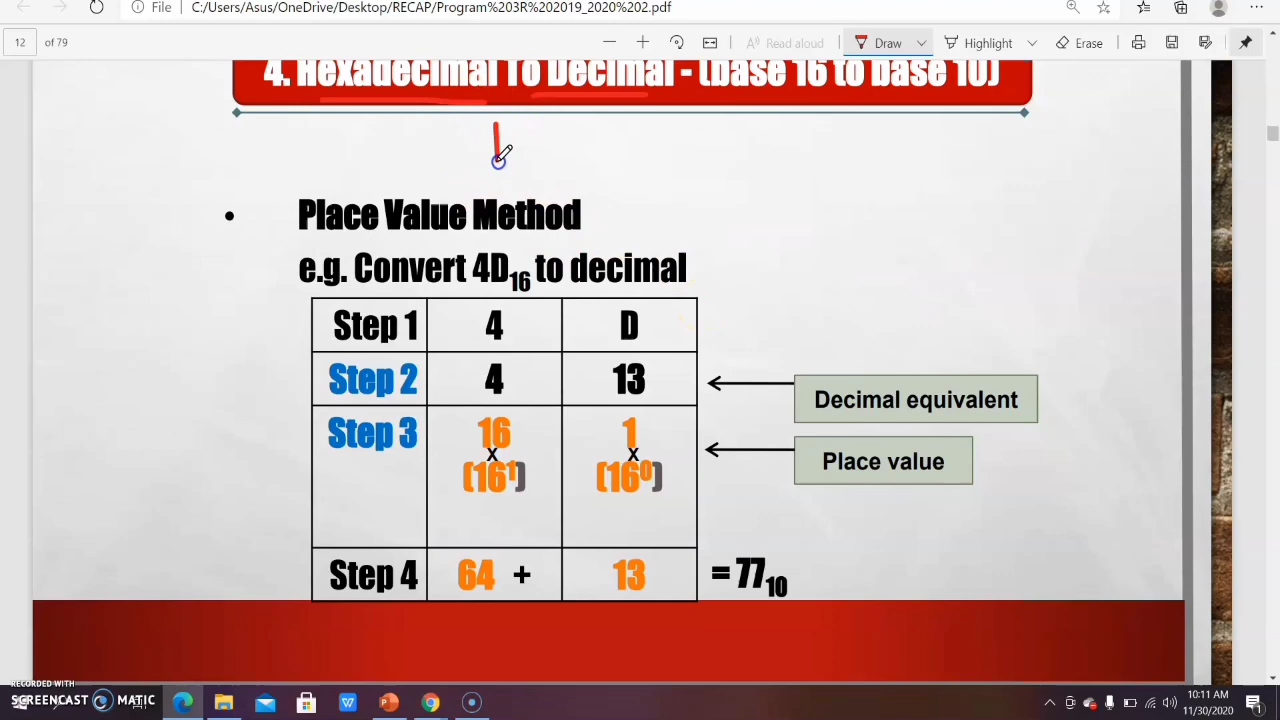 File
C:/Users/Asus/OneDrive/Desktop/RECAP/Program%203R%202019_2020%202.pdf
12 of 79
Read aloud
Draw
Highlight
Erase
4. Hexadecimal To Decimal - (base 16 to base 10)
• Place Value Method
e.g. Convert 4D₁₆ to decimal
Step 1 4 D
Step 2 4 13
Decimal equivalent
Step 3 16 1
x x
(16¹) (16⁰)
Place value
Step 4 64 + 13 = 77₁₀
RECORDED WITH
SCREENCAST MATIC
10:11 AM
11/30/2020